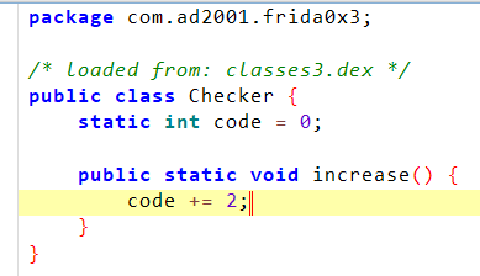 package com.ad2001.frida0x3;
/* loaded from: classes3.dex */
public class Checker {
static int code = 0;
public static void increase() {
code += 2;
}
}